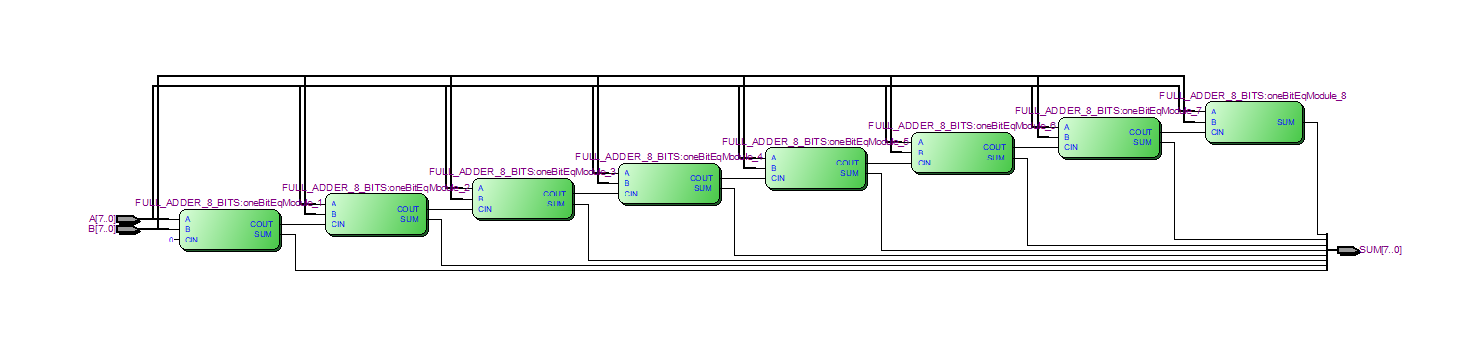 FULL_ADDER_8_BITS:oneBitEqModule_8
A
B
CIN
SUM
FULL_ADDER_8_BITS:oneBitEqModule_7
A
B
CIN
COUT
SUM
FULL_ADDER_8_BITS:oneBitEqModule_6
A
B
CIN
COUT
SUM
FULL_ADDER_8_BITS:oneBitEqModule_5
A
B
CIN
COUT
SUM
FULL_ADDER_8_BITS:oneBitEqModule_4
A
B
CIN
COUT
SUM
FULL_ADDER_8_BITS:oneBitEqModule_3
A
B
CIN
COUT
SUM
FULL_ADDER_8_BITS:oneBitEqModule_2
A
B
CIN
COUT
SUM
FULL_ADDER_8_BITS:oneBitEqModule_1
A[7..0]
B[7..0]
0
A
B
CIN
COUT
SUM
SUM[7..0]